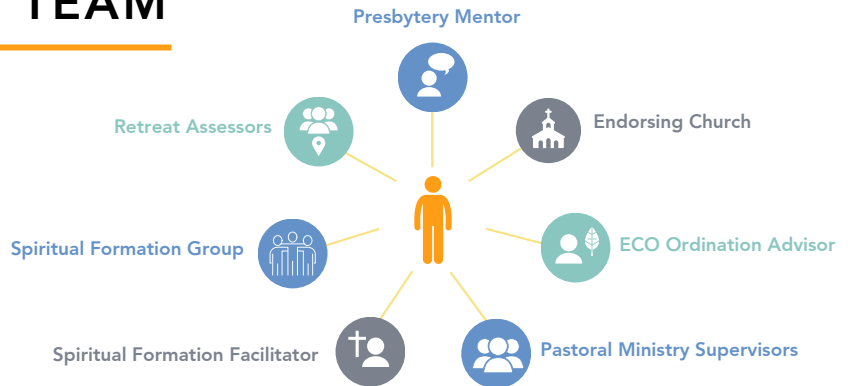 TEAM
Presbytery Mentor
Retreat Assessors
Endorsing Church
Spiritual Formation Group
ECO Ordination Advisor
Spiritual Formation Facilitator
Pastoral Ministry Supervisors